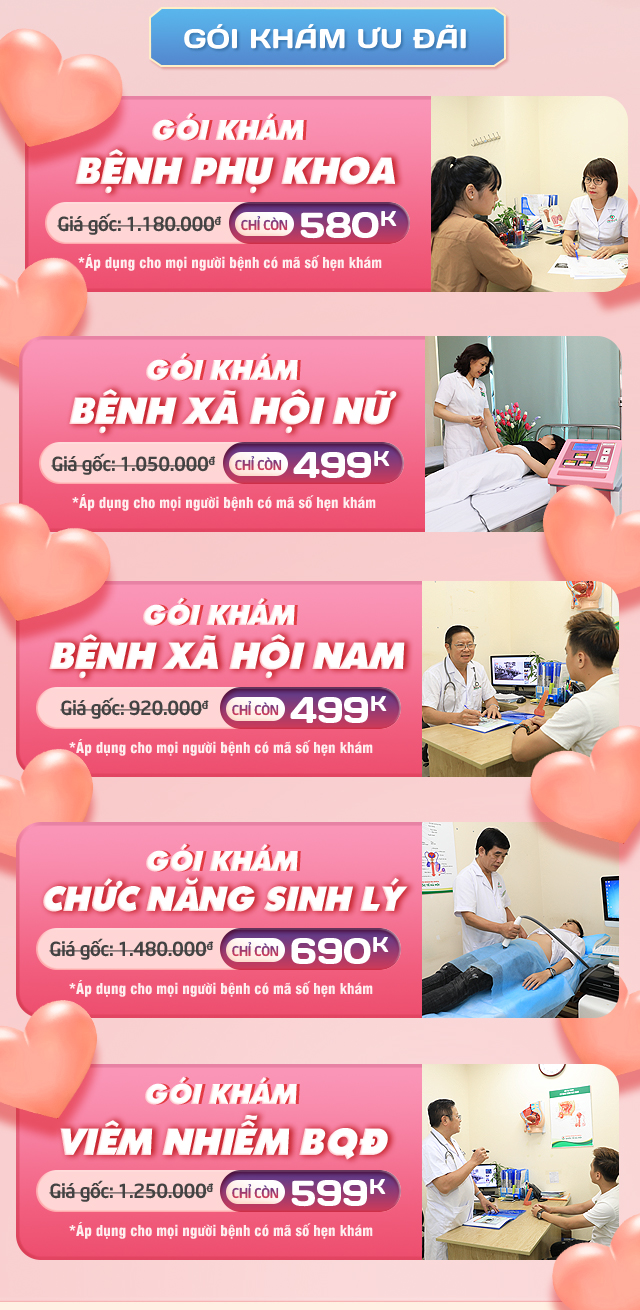 GÓI KHÁM ƯU ĐÃI
GÓI KHÁM
BỆNH PHỤ KHOA
Giá gốc: 1.180.000đ CHỈ CÒN 580K
*Áp dụng cho mọi người bệnh có mã số hẹn khám
GÓI KHÁM
BỆNH XÃ HỘI NỮ
Giá gốc: 1.050.000đ CHỈ CÒN 499K
*Áp dụng cho mọi người bệnh có mã số hẹn khám
GÓI KHÁM
BỆNH XÃ HỘI NAM
Giá gốc: 920.000đ CHỈ CÒN 499K
*Áp dụng cho mọi người bệnh có mã số hẹn khám
GÓI KHÁM
CHỨC NĂNG SINH LÝ
Giá gốc: 1.480.000đ CHỈ CÒN 690K
*Áp dụng cho mọi người bệnh có mã số hẹn khám
GÓI KHÁM
VIÊM NHIỄM BQĐ
Giá gốc: 1.250.000đ CHỈ CÒN 599K
*Áp dụng cho mọi người bệnh có mã số hẹn khám